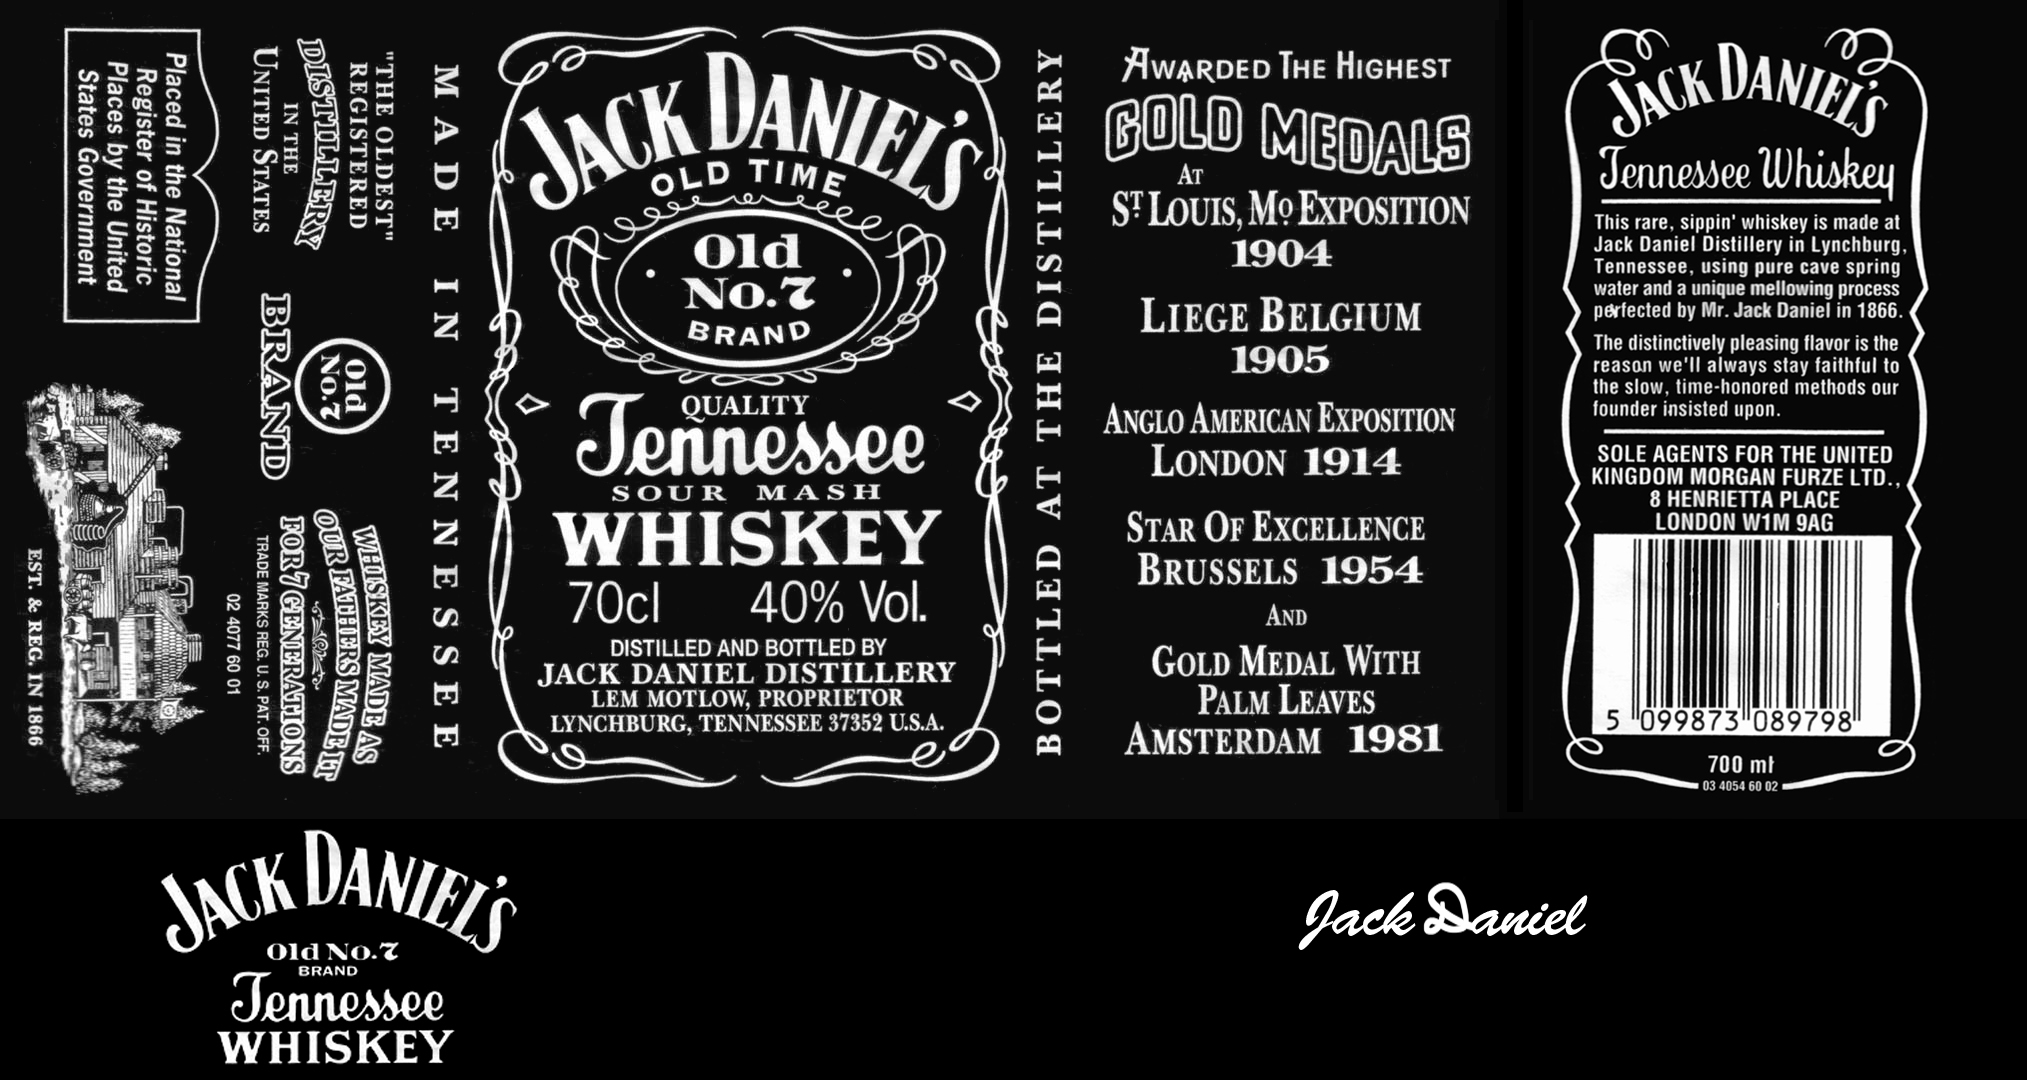 Placed in the National
Register of Historic
Places by the United
States Government
"THE OLDEST"
REGISTERED
DISTILLERY
IN THE
UNITED STATES
Old
No.7
BRAND
WHISKEY MADE AS
OUR FATHERS MADE IT
FOR 7 GENERATIONS
TRADE MARKS REG. U.S. PAT. OFF.
02 4077 60 01
EST. & REG. IN 1866
MADE IN TENNESSEE
JACK DANIEL'S
OLD TIME
Old
No.7
BRAND
QUALITY
Tennessee
SOUR MASH
WHISKEY
70cl 40% Vol.
DISTILLED AND BOTTLED BY
JACK DANIEL DISTILLERY
LEM MOTLOW, PROPRIETOR
LYNCHBURG, TENNESSEE 37352 U.S.A.
BOTTLED AT THE DISTILLERY
AWARDED THE HIGHEST
GOLD MEDALS
AT
ST. LOUIS, MO. EXPOSITION
1904
LIEGE BELGIUM
1905
ANGLO AMERICAN EXPOSITION
LONDON 1914
STAR OF EXCELLENCE
BRUSSELS 1954
AND
GOLD MEDAL WITH
PALM LEAVES
AMSTERDAM 1981
JACK DANIEL'S
Tennessee Whiskey
This rare, sippin' whiskey is made at
Jack Daniel Distillery in Lynchburg,
Tennessee, using pure cave spring
water and a unique mellowing process
perfected by Mr. Jack Daniel in 1866.
The distinctively pleasing flavor is the
reason we'll always stay faithful to
the slow, time-honored methods our
founder insisted upon.
SOLE AGENTS FOR THE UNITED
KINGDOM MORGAN FURZE LTD.,
8 HENRIETTA PLACE
LONDON W1M 9AG
5 099873 089798
700 ml
03 4054 60 02
JACK DANIEL'S
Old No.7
BRAND
Tennessee
WHISKEY
Jack Daniel